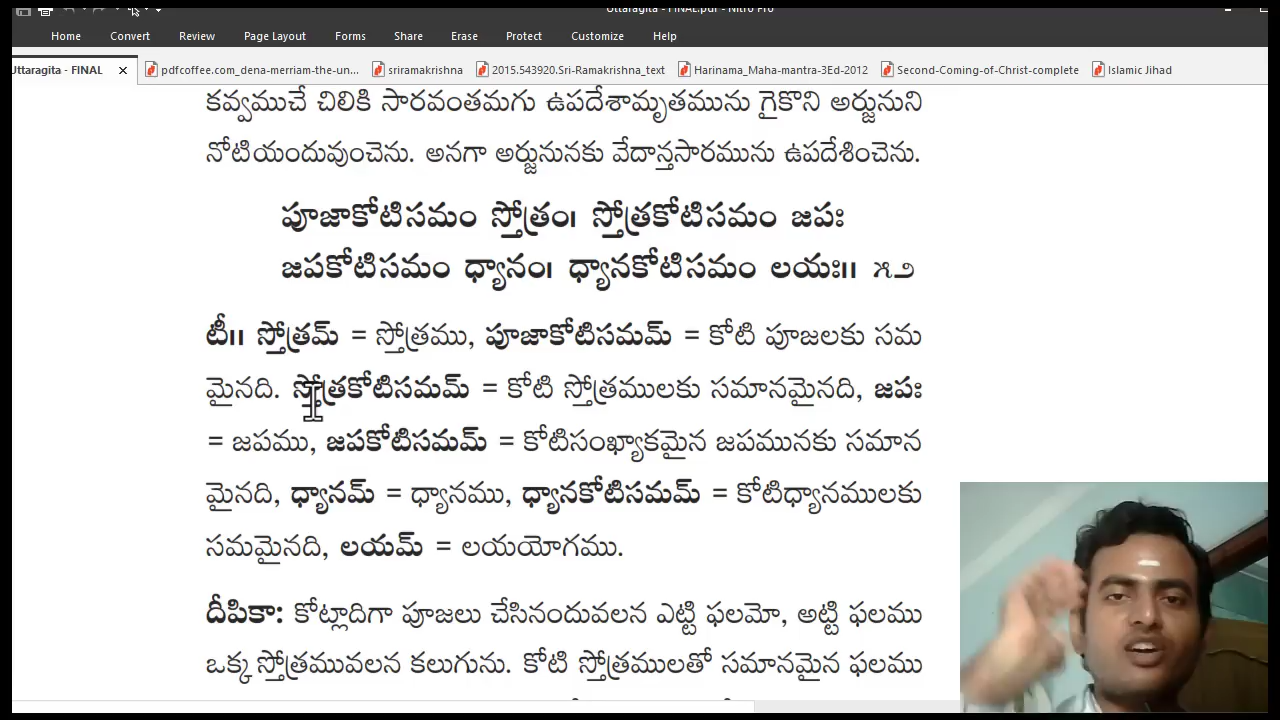 Uttaragita - FINAL.pdf - Nitro Pro
Home Convert Review Page Layout Forms Share Erase Protect Customize Help
Uttaragita - FINAL pdfcoffee.com_dena-merriam-the-un... sriramakrishna 2015.543920.Sri-Ramakrishna_text Harinama_Maha-mantra-3Ed-2012 Second-Coming-of-Christ-complete Islamic Jihad
కవ్వముచే చిలికి సారవంతమగు ఉపదేశామృతమును గైకొని అర్జునుని
నోటియందువుంచెను. అనగా అర్జునునకు వేదాన్తసారమును ఉపదేశించెను.
పూజాకోటిసమం స్తోత్రం। స్తోత్రకోటిసమం జపః
జపకోటిసమం ధ్యానం। ధ్యానకోటిసమం లయః॥ ౫౨
టీ॥ స్తోత్రమ్ = స్తోత్రము, పూజాకోటిసమమ్ = కోటి పూజలకు సమ
మైనది. స్తోత్రకోటిసమమ్ = కోటి స్తోత్రములకు సమానమైనది, జపః
= జపము, జపకోటిసమమ్ = కోటిసంఖ్యాకమైన జపమునకు సమాన
మైనది, ధ్యానమ్ = ధ్యానము, ధ్యానకోటిసమమ్ = కోటిధ్యానములకు
సమమైనది, లయమ్ = లయయోగము.
దీపికా: కోట్లాదిగా పూజలు చేసినందువలన ఎట్టి ఫలమో, అట్టి ఫలము
ఒక్క స్తోత్రమువలన కలుగును. కోటి స్తోత్రములతో సమానమైన ఫలము